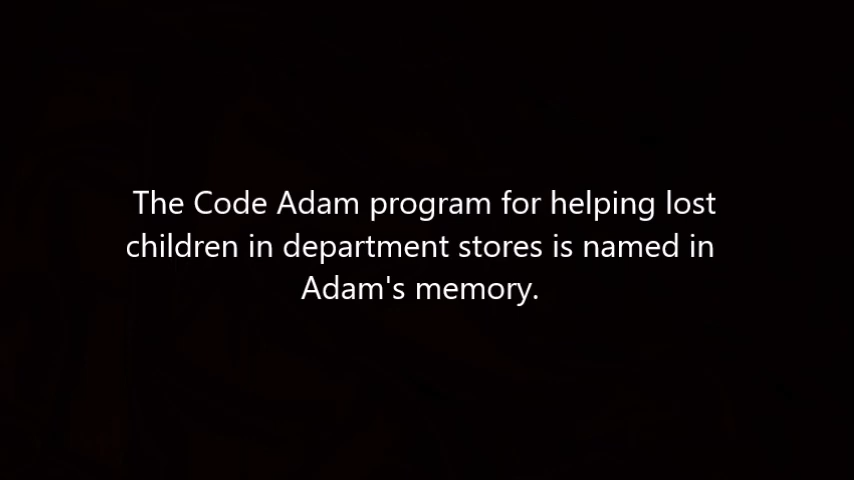 The Code Adam program for helping lost
children in department stores is named in
Adam's memory.